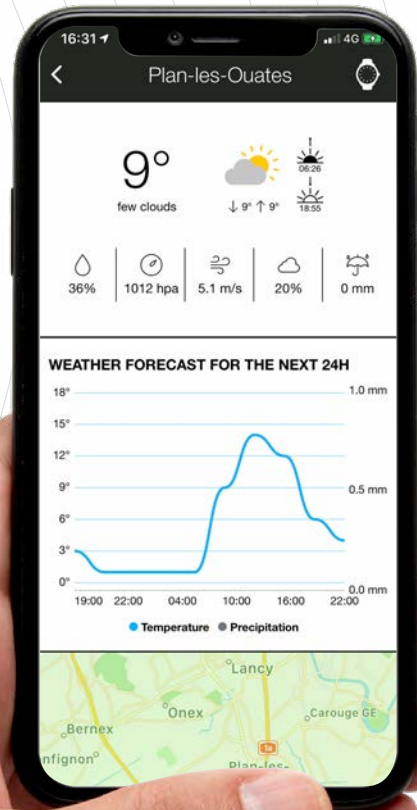 16:31 4G
Plan-les-Ouates
9°
few clouds
↓ 9° ↑ 9°
06:26
18:55
36% 1012 hpa 5.1 m/s 20% 0 mm
WEATHER FORECAST FOR THE NEXT 24H
18° 1.0 mm
15°
12°
9° 0.5 mm
6°
3°
0° 0.0 mm
19:00 22:00 04:00 10:00 16:00 22:00
Temperature Precipitation
Lancy
Onex
Carouge GE
Bernex
nfignon
1a
Plan-les-